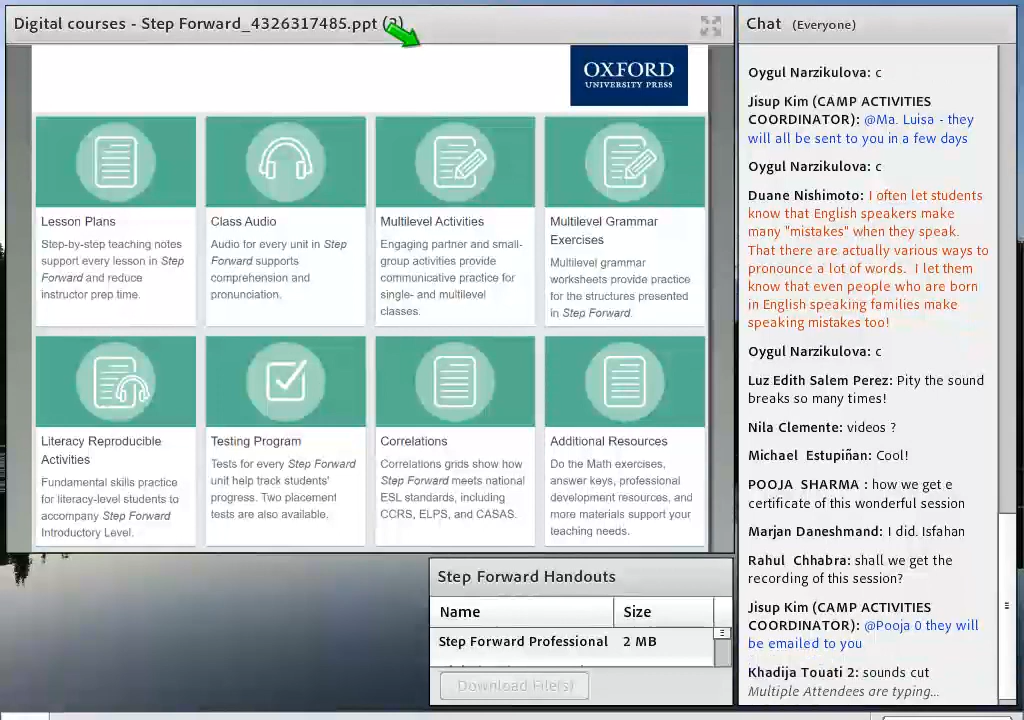 Digital courses - Step Forward_4326317485.ppt (2)
OXFORD
UNIVERSITY PRESS
Lesson Plans
Step-by-step teaching notes
support every lesson in Step
Forward and reduce
instructor prep time.
Class Audio
Audio for every unit in Step
Forward supports
comprehension and
pronunciation.
Multilevel Activities
Engaging partner and small-
group activities provide
communicative practice for
single- and multilevel
classes.
Multilevel Grammar
Exercises
Multilevel grammar
worksheets provide practice
for the structures presented
in Step Forward.
Literacy Reproducible
Activities
Fundamental skills practice
for literacy-level students to
accompany Step Forward
Introductory Level.
Testing Program
Tests for every Step Forward
unit help track students'
progress. Two placement
tests are also available.
Correlations
Correlations grids show how
Step Forward meets national
ESL standards, including
CCRS, ELPS, and CASAS.
Additional Resources
Do the Math exercises,
answer keys, professional
development resources, and
more materials support your
teaching needs.
Step Forward Handouts
Name Size
Step Forward Professional 2 MB
Download File(s)
Chat (Everyone)
Oygul Narzikulova: c
Jisup Kim (CAMP ACTIVITIES
COORDINATOR): @Ma. Luisa - they
will all be sent to you in a few days
Oygul Narzikulova: c
Duane Nishimoto: I often let students
know that English speakers make
many "mistakes" when they speak.
That there are actually various ways to
pronounce a lot of words. I let them
know that even people who are born
in English speaking families make
speaking mistakes too!
Oygul Narzikulova: c
Luz Edith Salem Perez: Pity the sound
breaks so many times!
Nila Clemente: videos ?
Michael Estupiñan: Cool!
POOJA SHARMA : how we get e
certificate of this wonderful session
Marjan Daneshmand: I did. Isfahan
Rahul Chhabra: shall we get the
recording of this session?
Jisup Kim (CAMP ACTIVITIES
COORDINATOR): @Pooja 0 they will
be emailed to you
Khadija Touati 2: sounds cut
Multiple Attendees are typing...